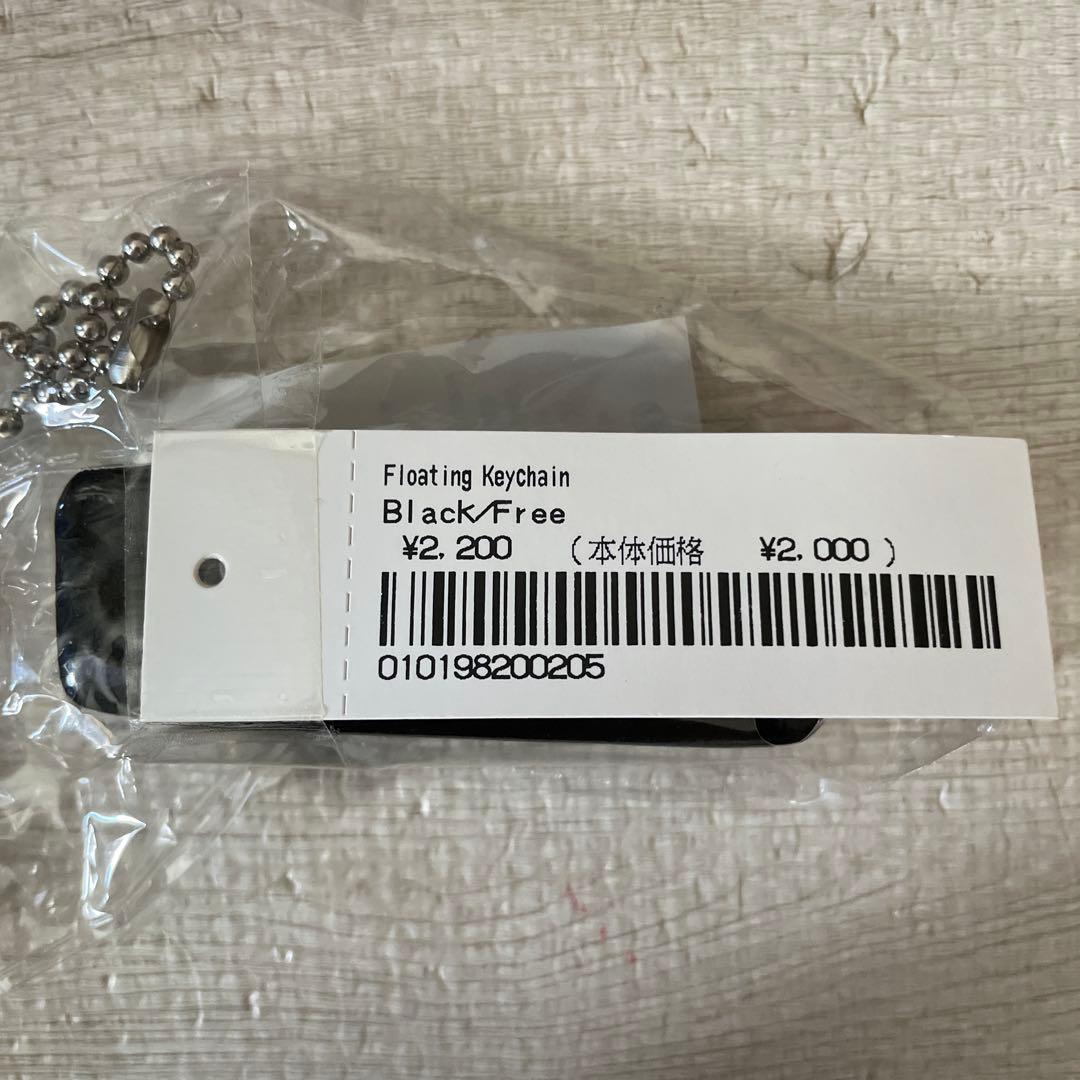 Floating Keychain
Black/Free
¥2,200 (本体価格 ¥2,000)
010198200205